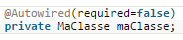 @Autowired(required=false)
private MaClasse maClasse;